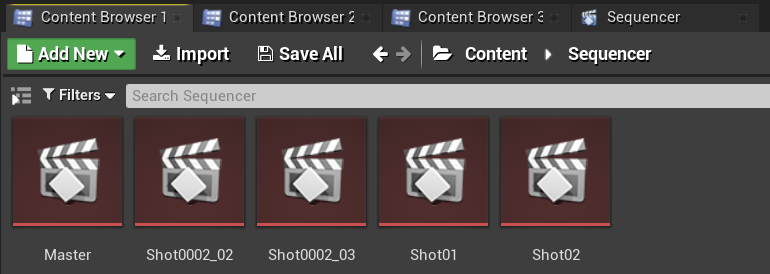 Content Browser 1 Content Browser 2 Content Browser 3 Sequencer
Add New Import Save All Content Sequencer
Filters Search Sequencer
Master Shot0002_02 Shot0002_03 Shot01 Shot02